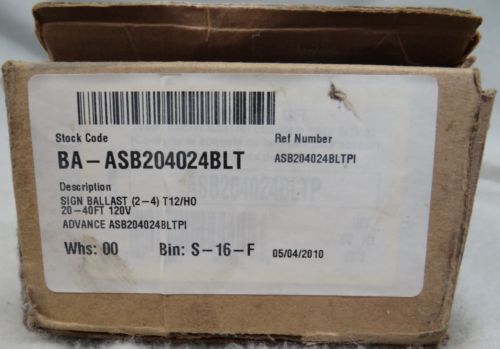 Stock Code
Ref Number
BA-ASB204024BLT
ASB204024BLTPI
Description
SIGN BALLAST (2-4) T12/HO
20-40FT 120V
ADVANCE ASB204024BLTPI
Whs: 00
Bin: S-16-F
05/04/2010
ASB204024BLTP